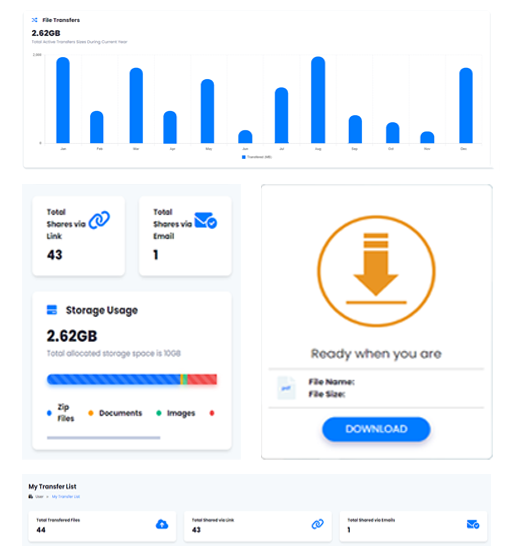 File Transfers
2.62GB
Total Active Transfers Sizes During Current Year
0
Jan Feb Mar Apr May Jun Jul Aug Sep Oct Nov Dec
Total
Shares via
Link
43
Total
Shares via
Email
1
Storage Usage
2.62GB
Total allocated storage space is 10GB
Zip
Files
Documents
Images
Ready when you are
pdf
File Name:
File Size:
DOWNLOAD
My Transfer List
User
My Transfer List
Total Transfered Files
44
Total Shared via Link
43
Total Shared via Emails
1